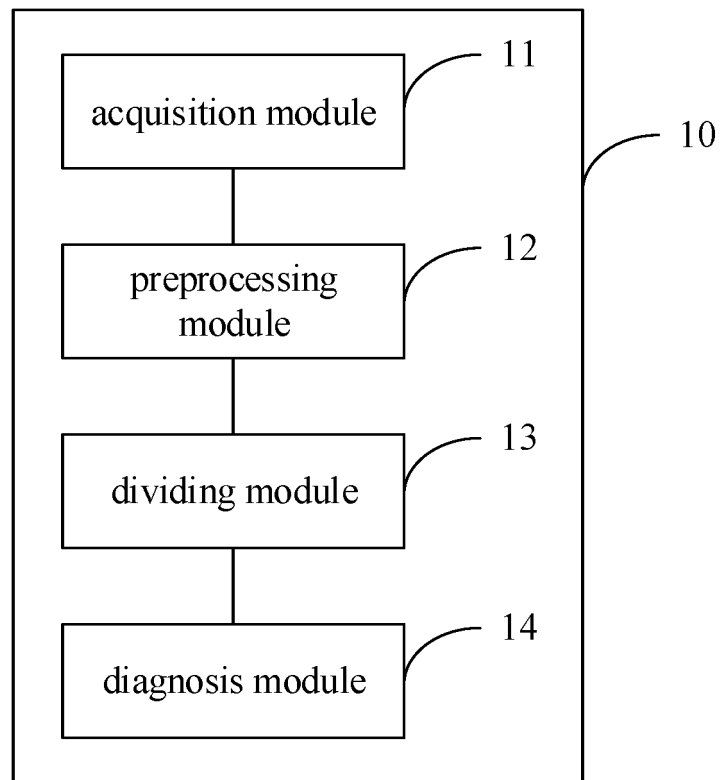 11
acquisition module
10
12
preprocessing
module
13
dividing module
14
diagnosis module